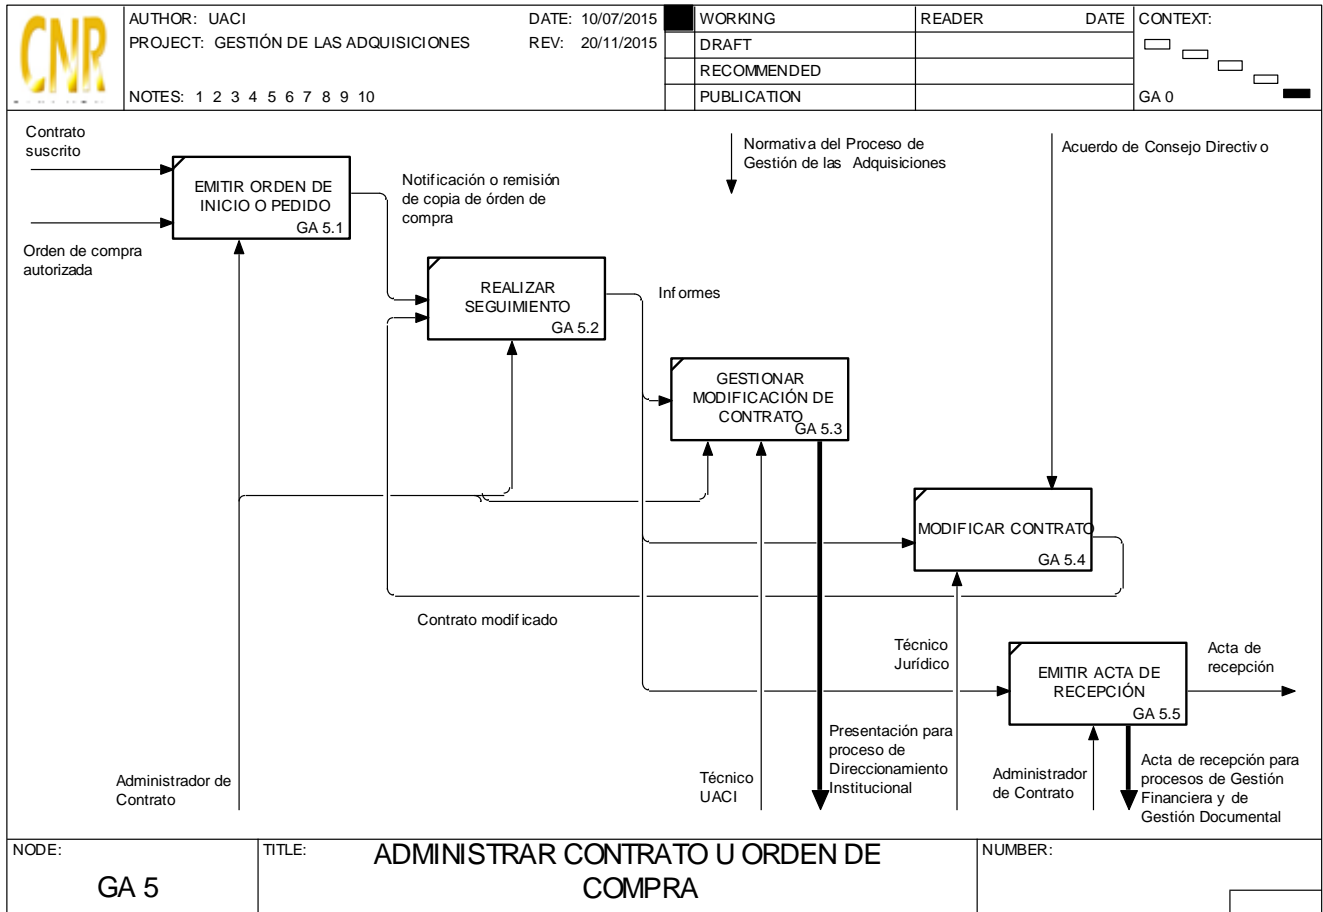 CNR
AUTHOR: UACI
DATE: 10/07/2015
PROJECT: GESTIÓN DE LAS ADQUISICIONES
REV: 20/11/2015
NOTES: 1 2 3 4 5 6 7 8 9 10
WORKING
DRAFT
RECOMMENDED
PUBLICATION
READER DATE
CONTEXT:
GA 0
Contrato
suscrito
Orden de compra
autorizada
EMITIR ORDEN DE
INICIO O PEDIDO
GA 5.1
Notificación o remisión
de copia de órden de
compra
Normativa del Proceso de
Gestión de las Adquisiciones
Acuerdo de Consejo Directivo
REALIZAR
SEGUIMIENTO
GA 5.2
Informes
GESTIONAR
MODIFICACIÓN DE
CONTRATO
GA 5.3
MODIFICAR CONTRATO
GA 5.4
Contrato modificado
Técnico
Jurídico
EMITIR ACTA DE
RECEPCIÓN
GA 5.5
Acta de
recepción
Administrador de
Contrato
Técnico
UACI
Presentación para
proceso de
Direccionamiento
Institucional
Administrador
de Contrato
Acta de recepción para
procesos de Gestión
Financiera y de
Gestión Documental
NODE:
GA 5
TITLE:
ADMINISTRAR CONTRATO U ORDEN DE
COMPRA
NUMBER: